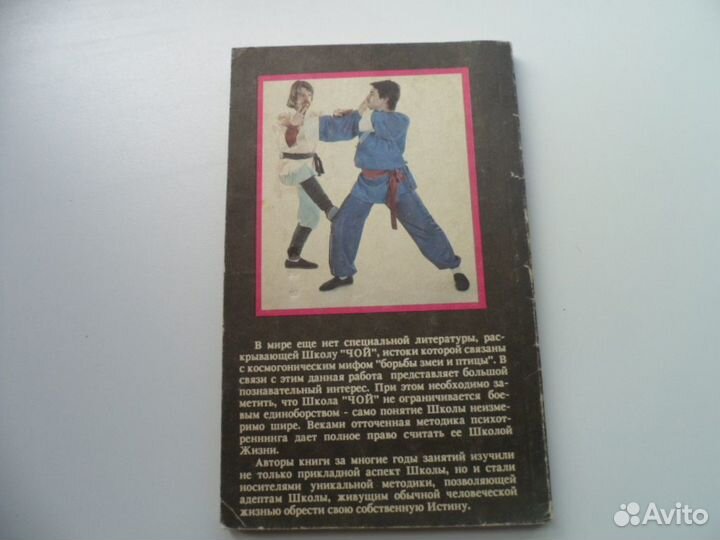 В мире еще нет специальной литературы, рас-
крывающей Школу "ЧОЙ", истоки которой связаны
с космогоническим мифом "борьбы змеи и птицы". В
связи с этим данная работа представляет большой
познавательный интерес. При этом необходимо за-
метить, что Школа "ЧОЙ" не ограничивается бое-
вым единоборством - само понятие Школы неизме-
римо шире. Веками отточенная методика психот-
реннинга дает полное право считать ее Школой
Жизни.
Авторы книги за многие годы занятий изучили
не только прикладной аспект Школы, но и стали
носителями уникальной методики, позволяющей
адептам Школы, живущим обычной человеческой
жизнью обрести свою собственную Истину.
Avito